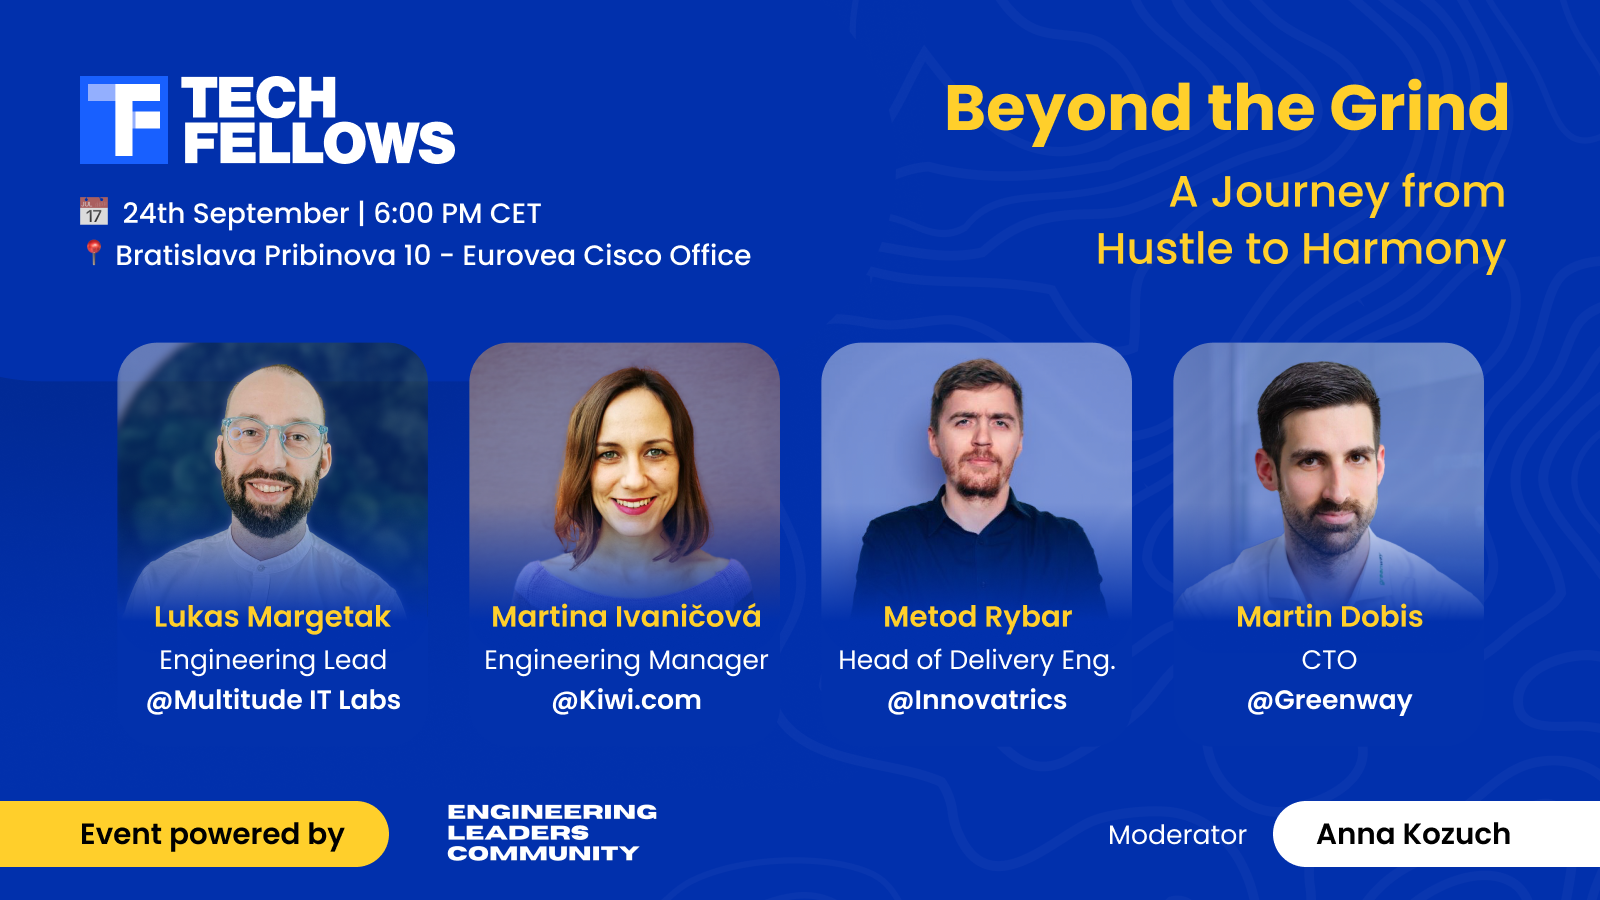 TECH
FELLOWS
24th September | 6:00 PM CET
Bratislava Pribinova 10 - Eurovea Cisco Office
Beyond the Grind
A Journey from
Hustle to Harmony
Lukas Margetak
Engineering Lead
@Multitude IT Labs
Martina Ivaničová
Engineering Manager
@Kiwi.com
Metod Rybar
Head of Delivery Eng.
@Innovatrics
Martin Dobis
CTO
@Greenway
Event powered by
ENGINEERING
LEADERS
COMMUNITY
Moderator
Anna Kozuch